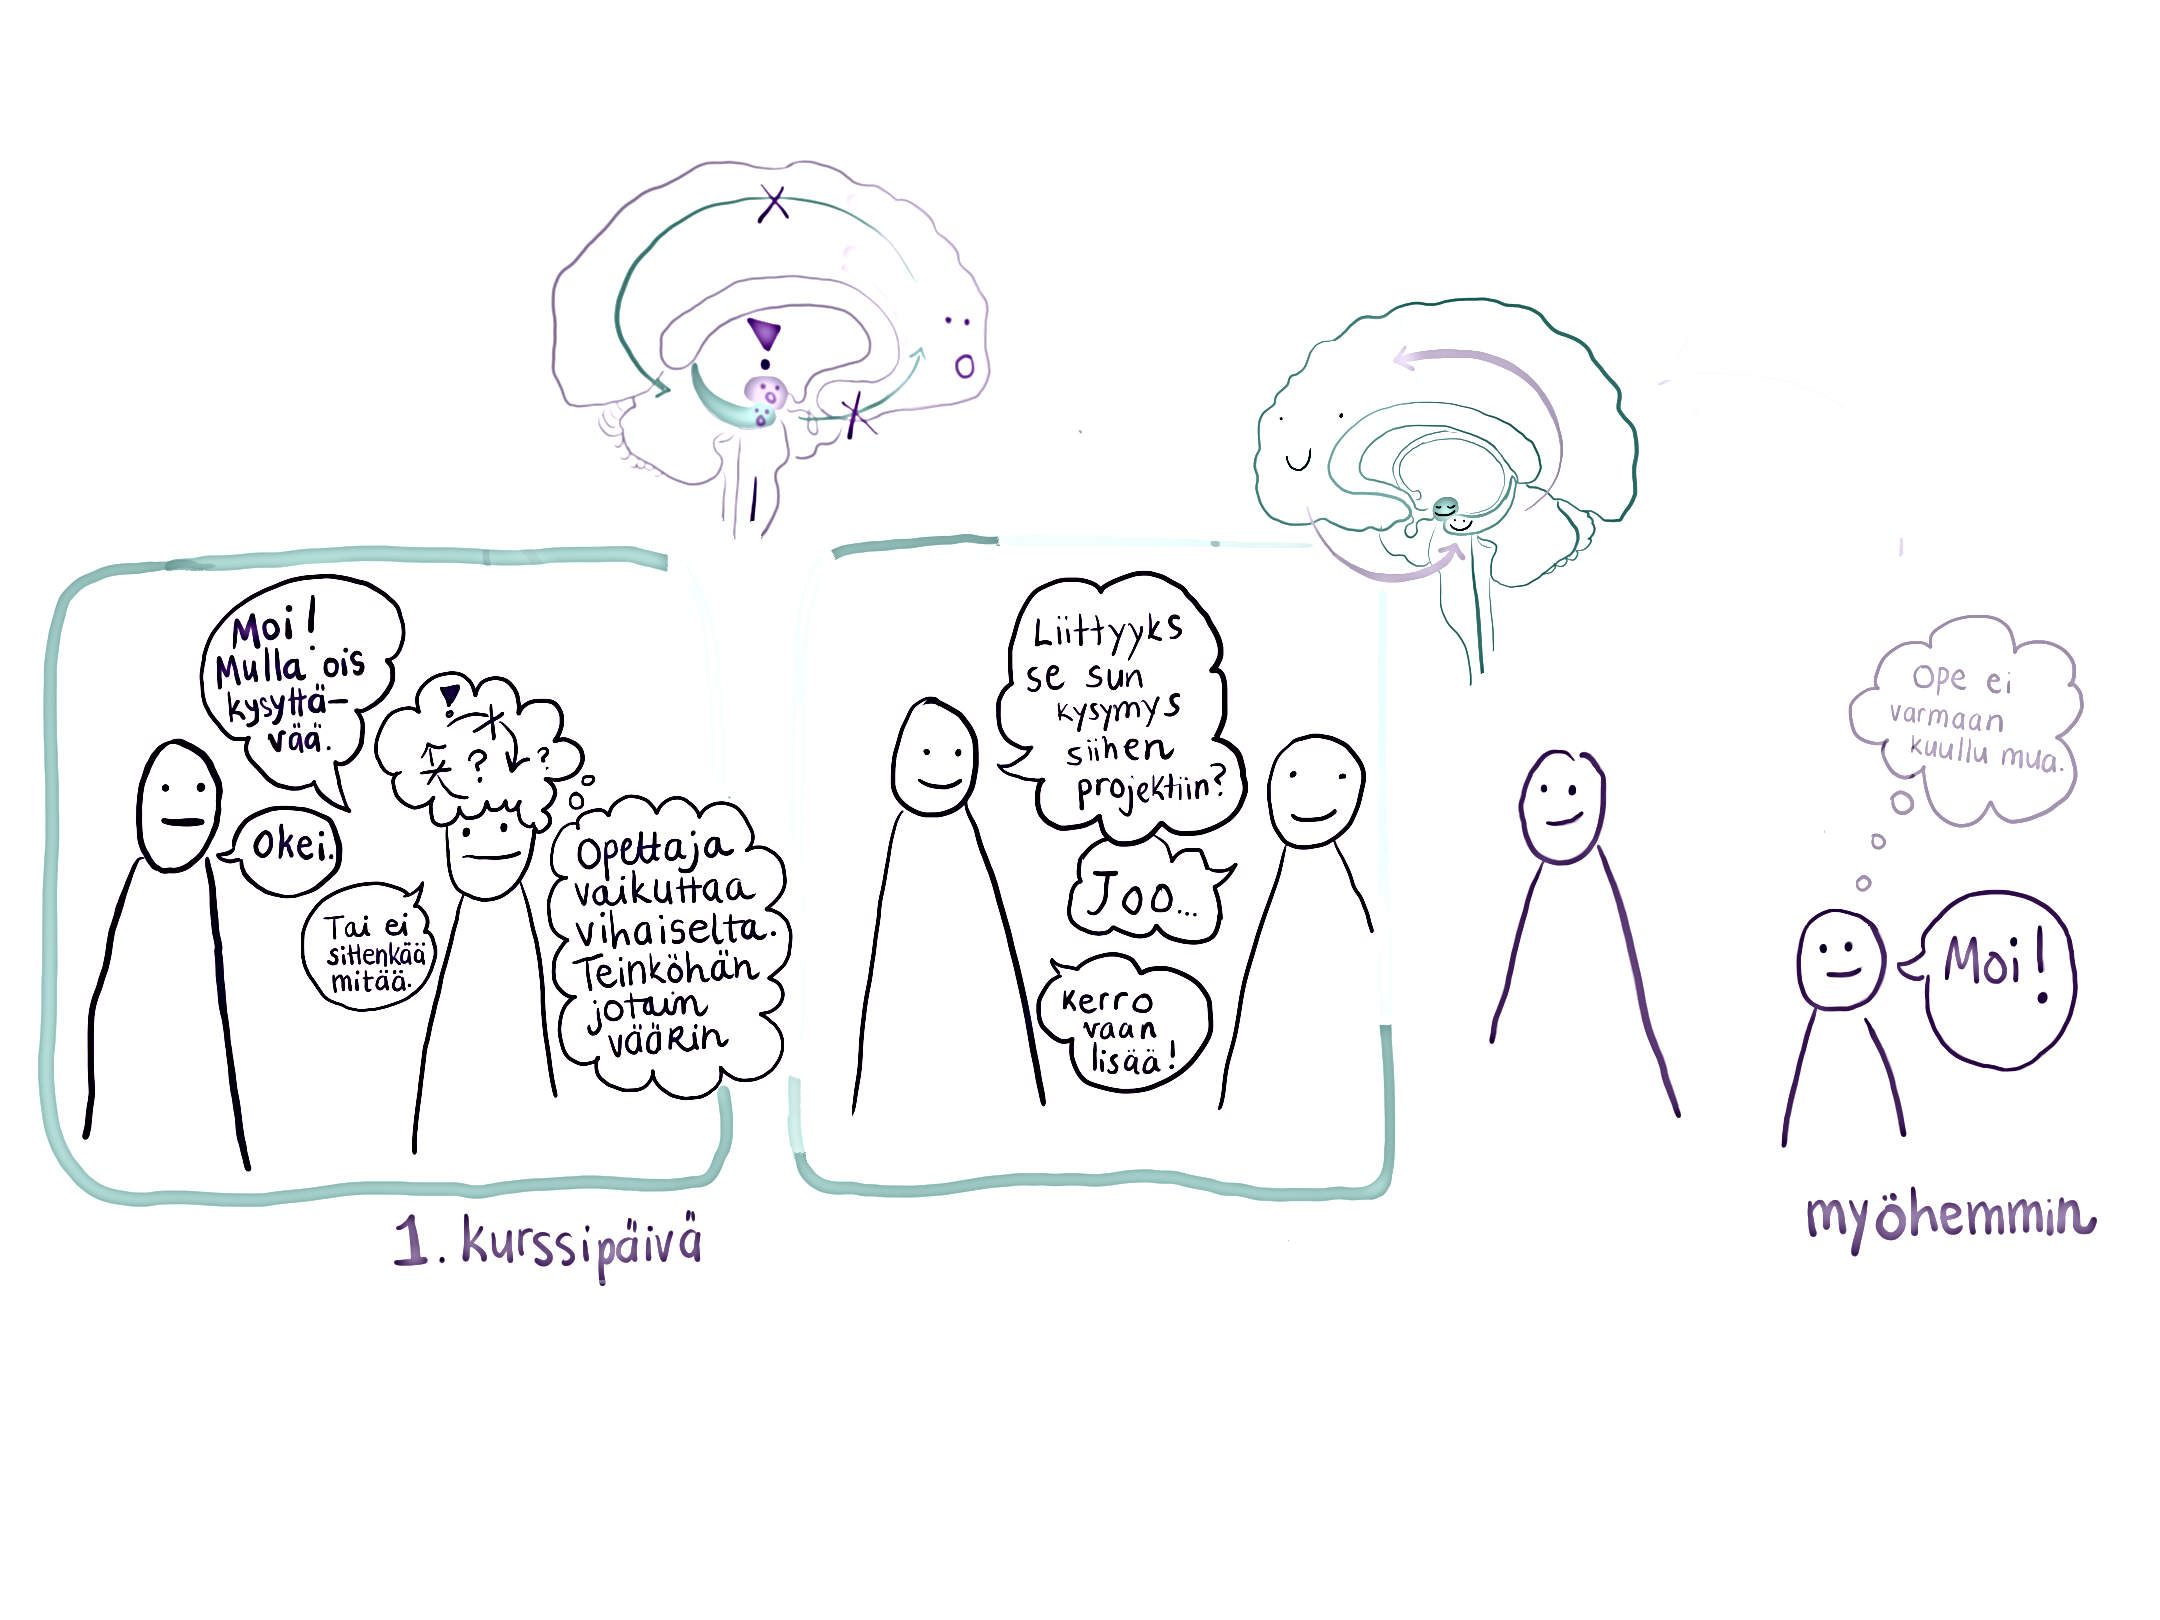 Moi!
Mulla ois
kysyttä-
vää.
Okei.
Tai ei
sittenkää
mitää.
? ?
Opettaja
vaikuttaa
vihaiselta.
Teinköhän
jotain
väärin
Liittyyks
se sun
kysymys
siihen
projektiin?
Joo...
Kerro
vaan
lisää!
Ope ei
varmaan
kuullu mua.
Moi!
1. kurssipäivä
myöhemmin